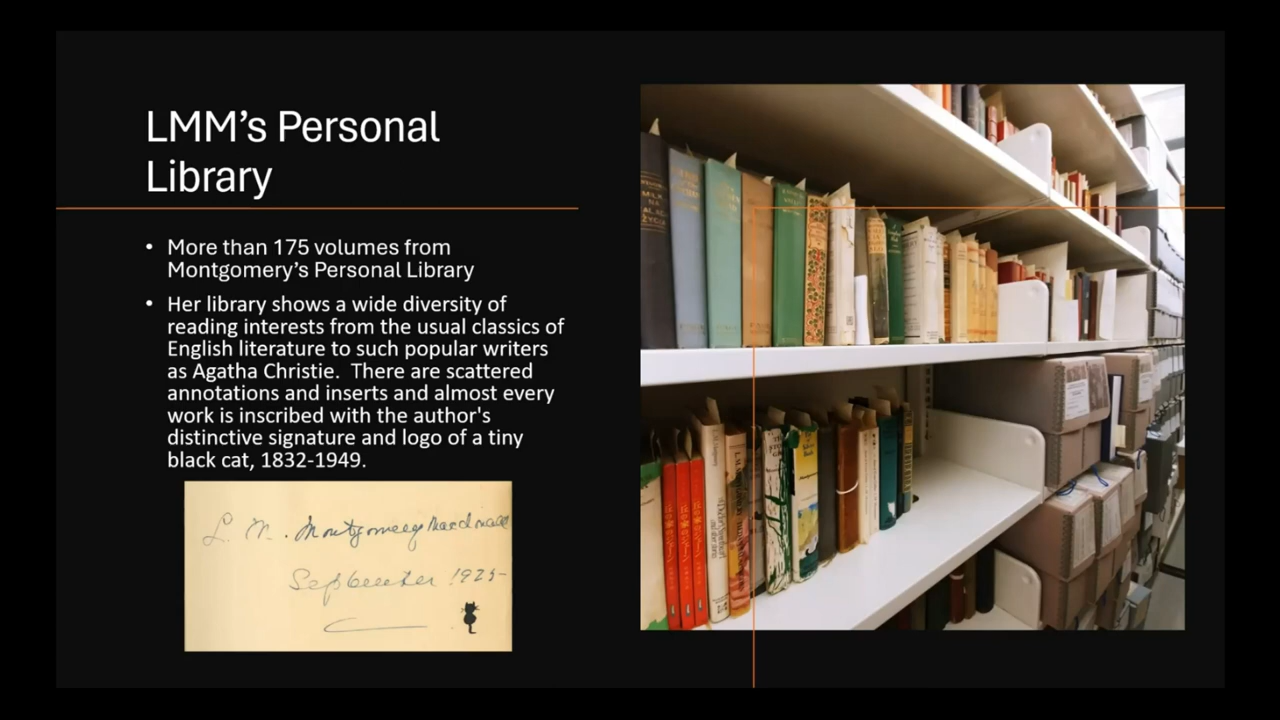 LMM’s Personal
Library
• More than 175 volumes from
Montgomery’s Personal Library
• Her library shows a wide diversity of
reading interests from the usual classics of
English literature to such popular writers
as Agatha Christie.  There are scattered
annotations and inserts and almost every
work is inscribed with the author's
distinctive signature and logo of a tiny
black cat, 1832-1949.
L. M. Montgomery Macdonald
September 1925-